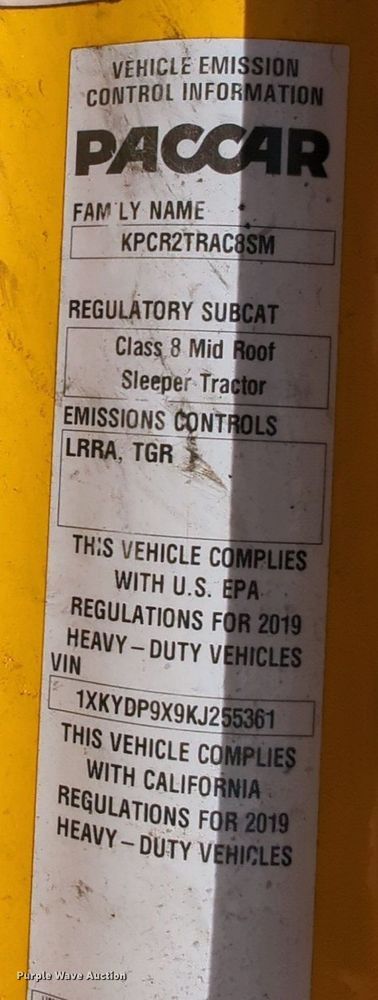 VEHICLE EMISSION
CONTROL INFORMATION
PACCAR
FAMILY NAME
KPCR2TRAC8SM
REGULATORY SUBCAT
Class 8 Mid Roof
Sleeper Tractor
EMISSIONS CONTROLS
LRRA, TGR
THIS VEHICLE COMPLIES
WITH U.S. EPA
REGULATIONS FOR 2019
HEAVY-DUTY VEHICLES
VIN
1XKYDP9X9KJ255361
THIS VEHICLE COMPLIES
WITH CALIFORNIA
REGULATIONS FOR 2019
HEAVY-DUTY VEHICLES
Purple Wave Auction